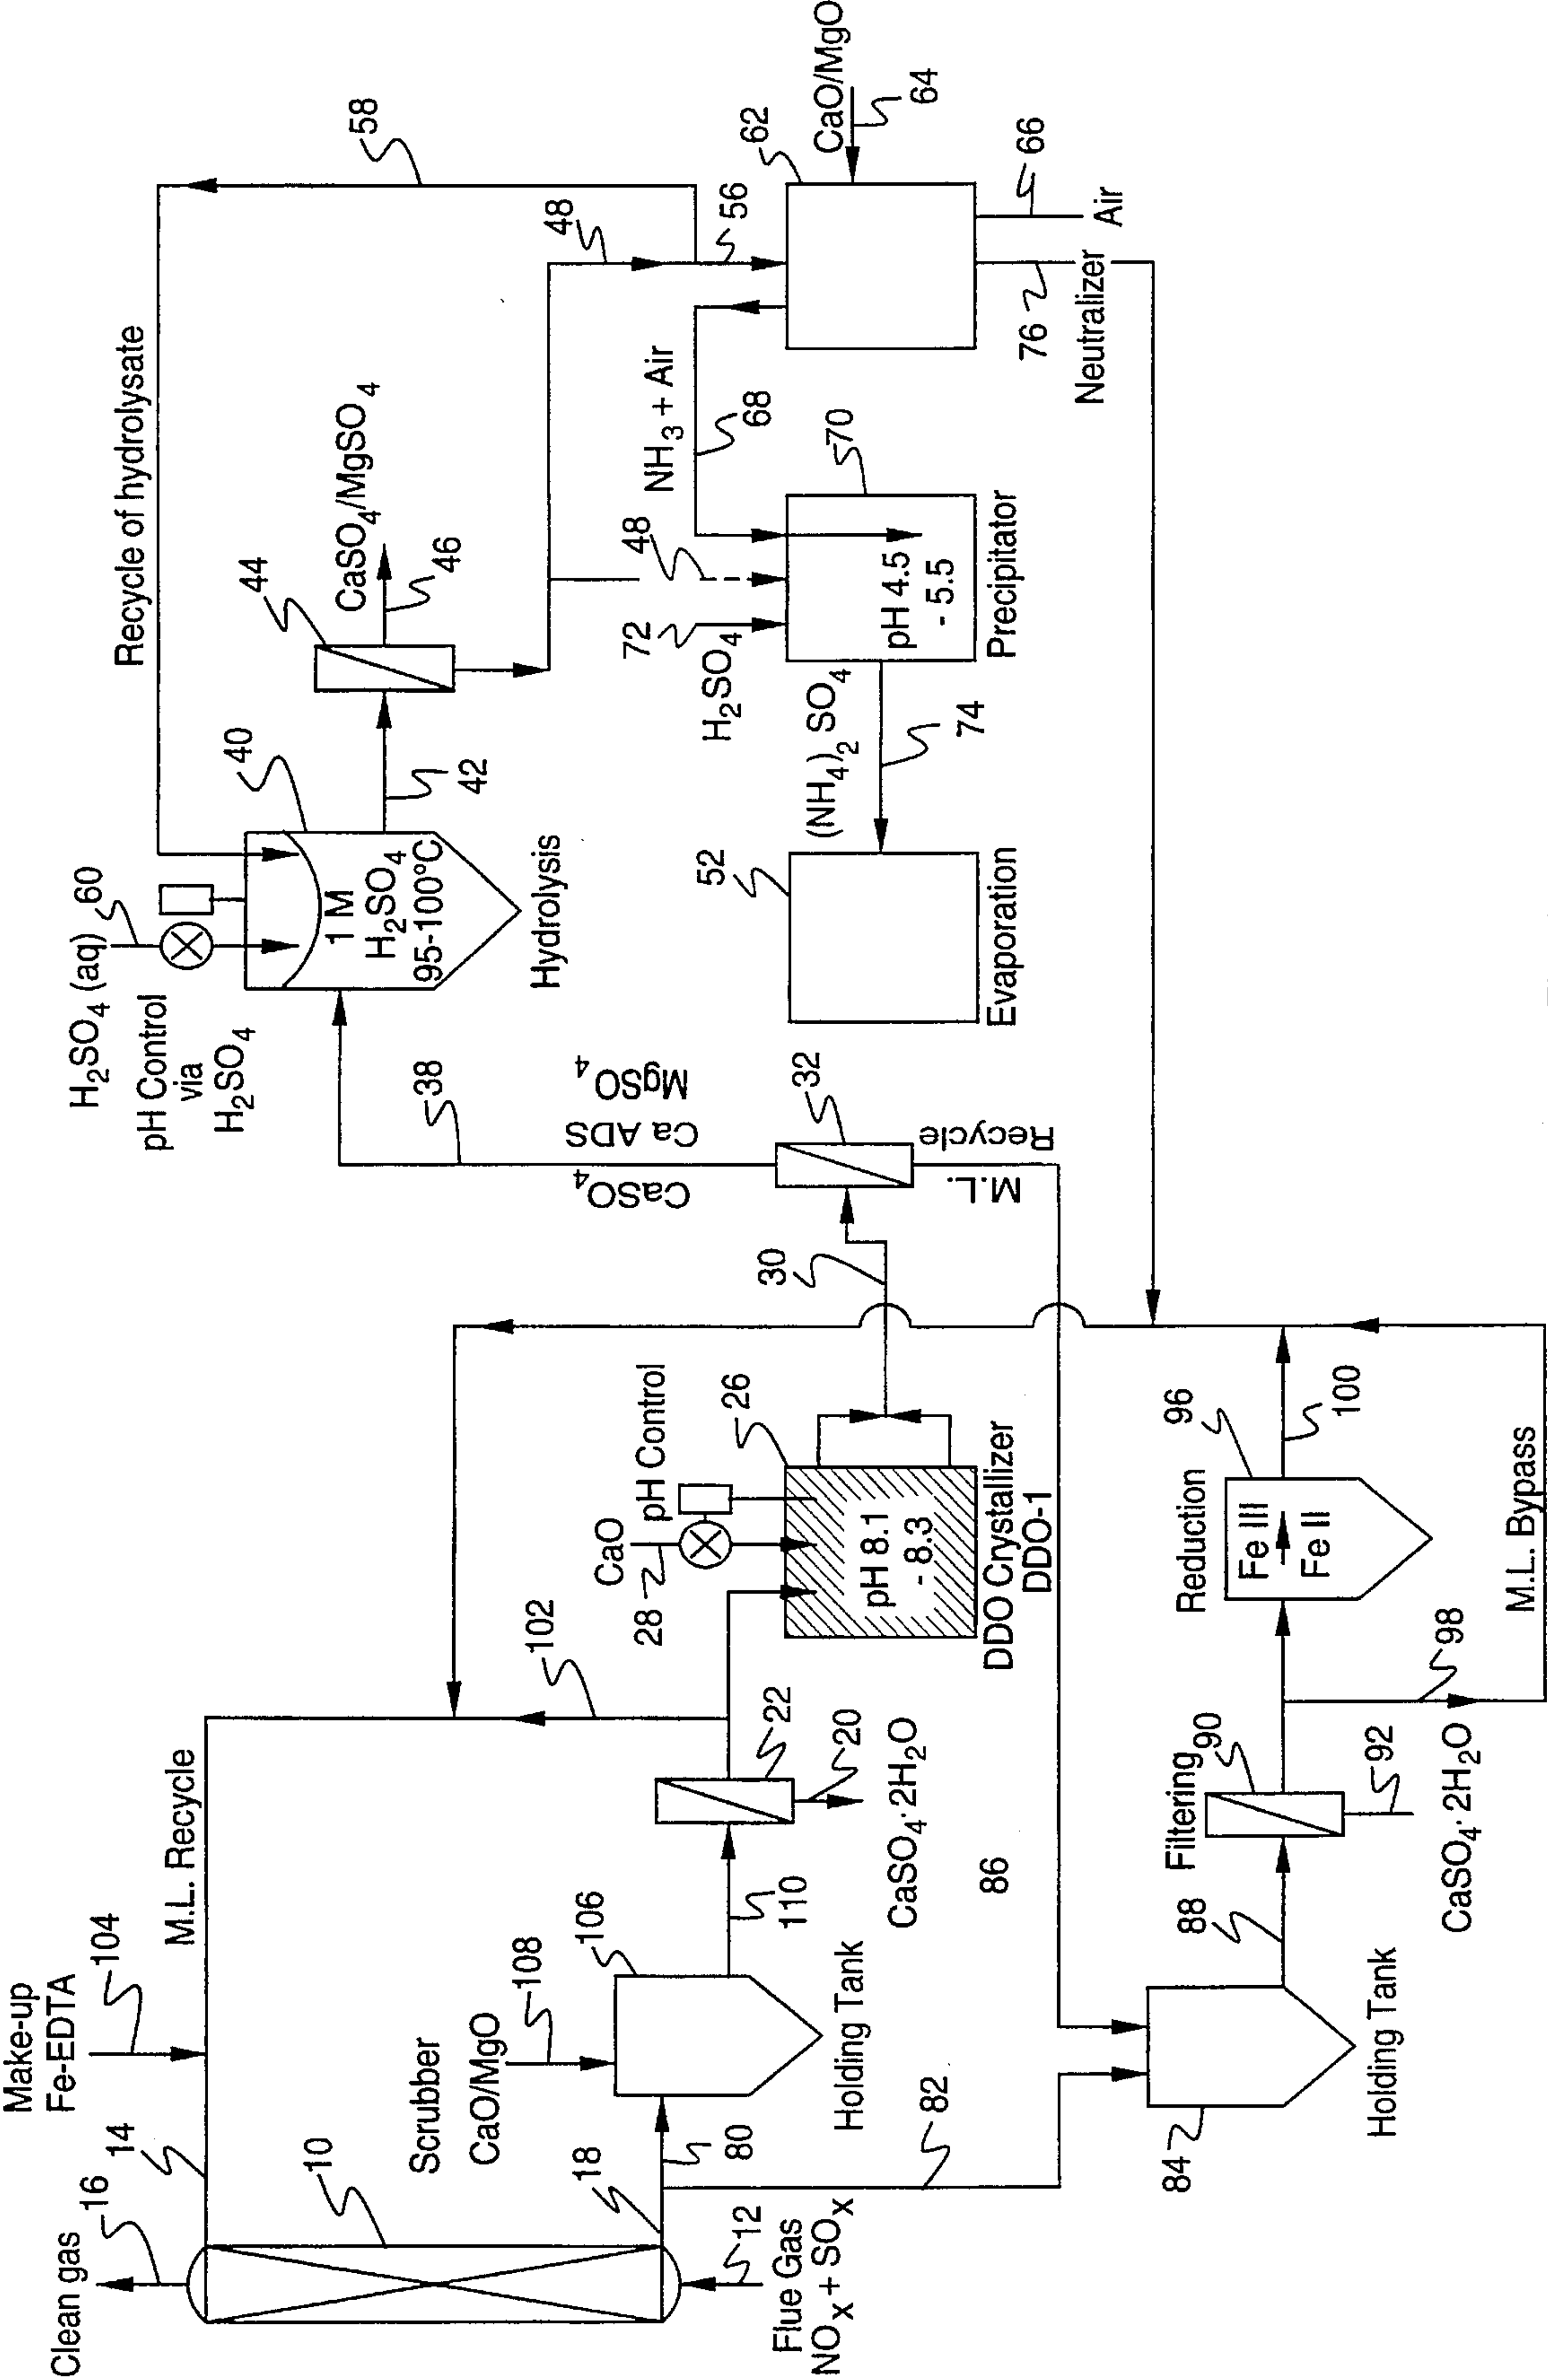 Clean gas
16
14
Make-up
Fe-EDTA
104
M.L. Recycle
10
Scrubber
18
12
Flue Gas
NOx + SOx
CaO/MgO
108
106
80
82
Holding Tank
110
22
20
CaSO4·2H2O
102
CaO
28
pH Control
26
pH 8.1
- 8.3
DDO Crystallizer
DDO-1
30
32
M.L.
Recycle
CaSO4
Ca ADS
MgSO4
38
H2SO4 (aq)
60
pH Control
via
H2SO4
40
1 M
H2SO4
95-100°C
Hydrolysis
42
44
CaSO4/MgSO4
46
Recycle of hydrolysate
58
48
56
62
CaO/MgO
64
66
Air
76
Neutralizer
NH3 + Air
68
70
48
72
H2SO4
pH 4.5
- 5.5
Precipitator
(NH4)2 SO4
74
52
Evaporation
86
84
Holding Tank
88
Filtering
90
92
CaSO4·2H2O
98
M.L. Bypass
Reduction
96
Fe III
Fe II
100